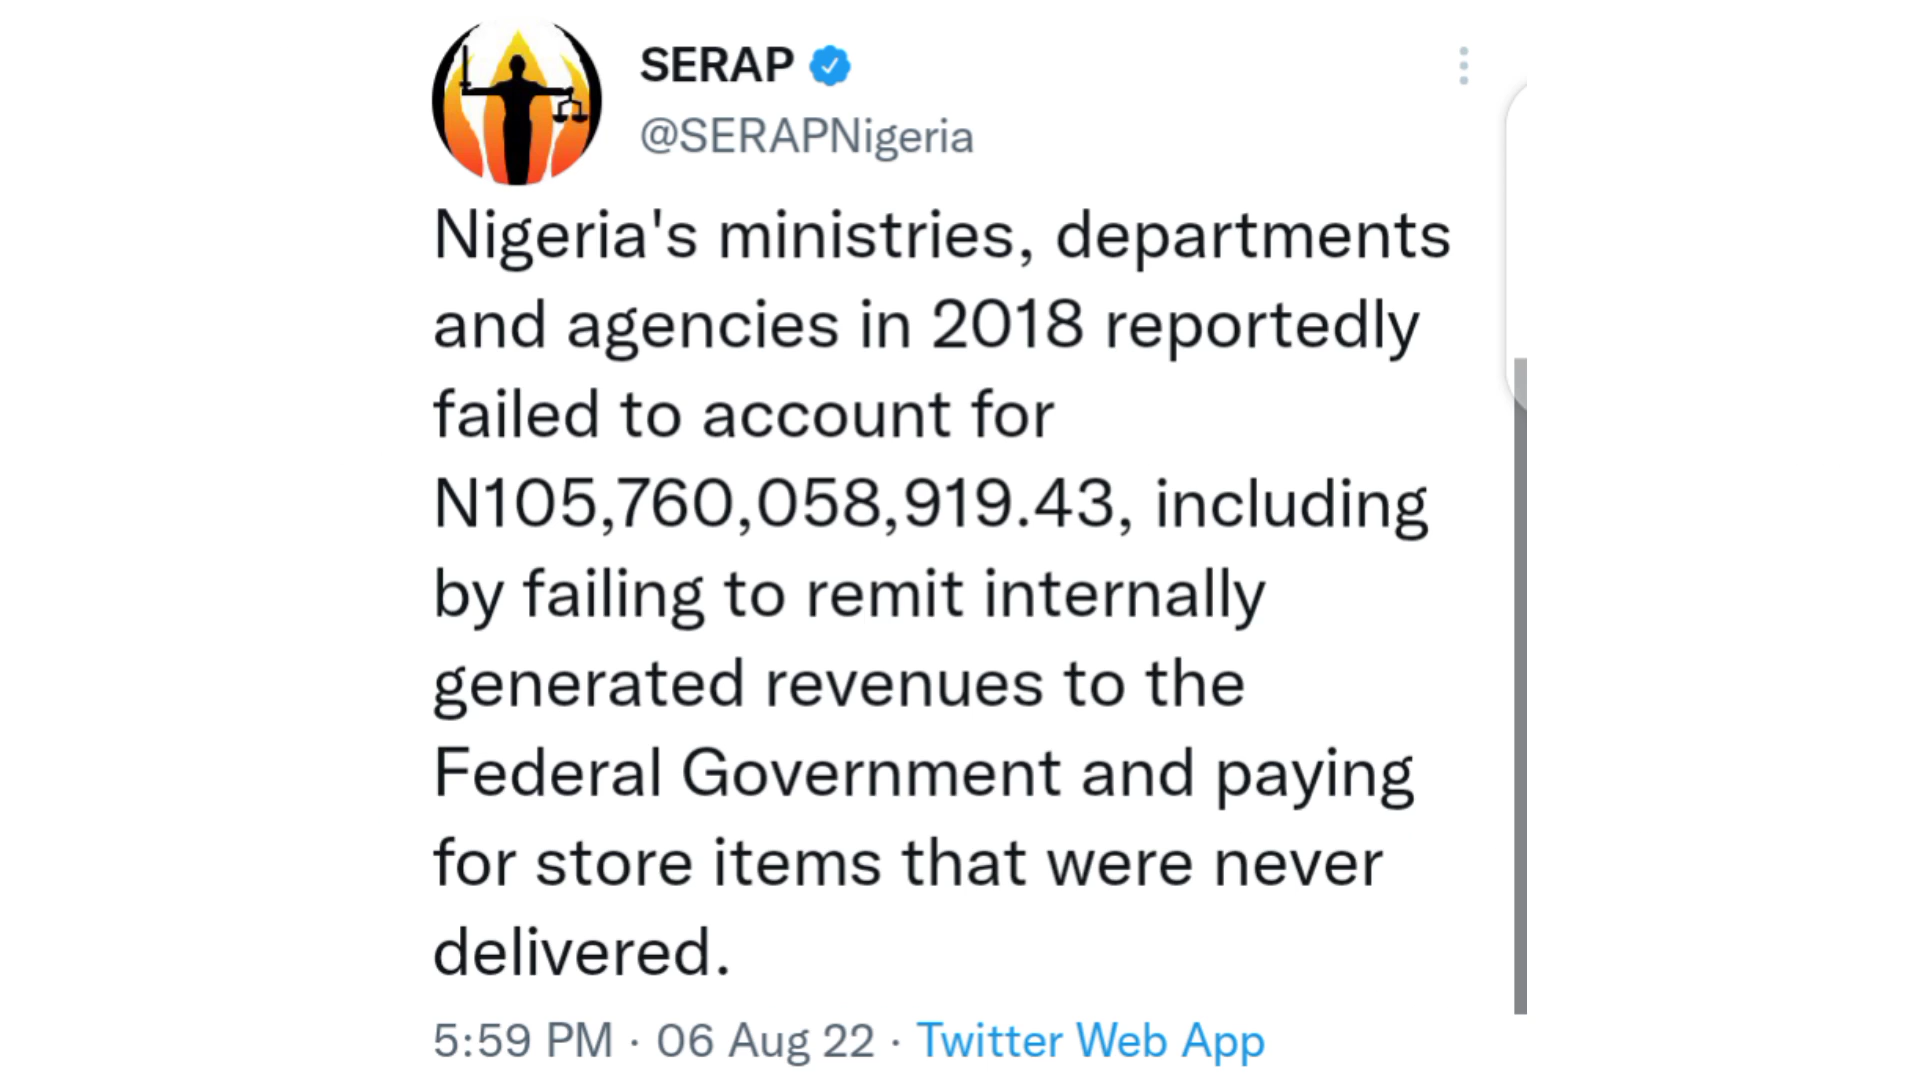 SERAP
@SERAPNigeria
Nigeria's ministries, departments
and agencies in 2018 reportedly
failed to account for
N105,760,058,919.43, including
by failing to remit internally
generated revenues to the
Federal Government and paying
for store items that were never
delivered.
5:59 PM · 06 Aug 22 · Twitter Web App